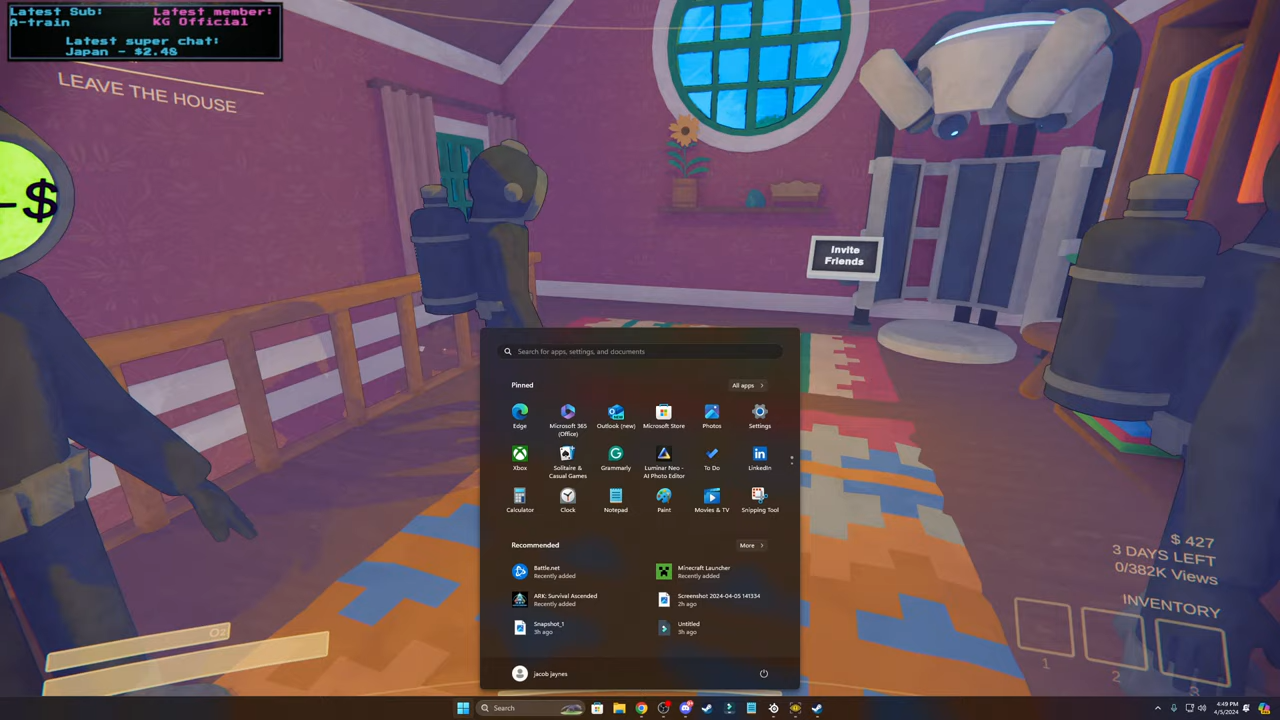 Latest Sub:
A-train
Latest member:
KG Official
Latest super chat:
Japan - $2.48
LEAVE THE HOUSE
-$
Invite
Friends
Search for apps, settings, and documents
Pinned
All apps
Edge
Microsoft 365
(Office)
Outlook (new)
Microsoft Store
Photos
Settings
Xbox
Solitaire &
Casual Games
Grammarly
Luminar Neo -
AI Photo Editor
To Do
LinkedIn
Calculator
Clock
Notepad
Paint
Movies & TV
Snipping Tool
Recommended
More
Battle.net
Recently added
Minecraft Launcher
Recently added
ARK: Survival Ascended
Recently added
Screenshot 2024-04-05 141334
2h ago
Snapshot_1
3h ago
Untitled
3h ago
jacob jaynes
$ 427
3 DAYS LEFT
0/382K Views
INVENTORY
1
2
3
Search
4:49 PM
4/5/2024